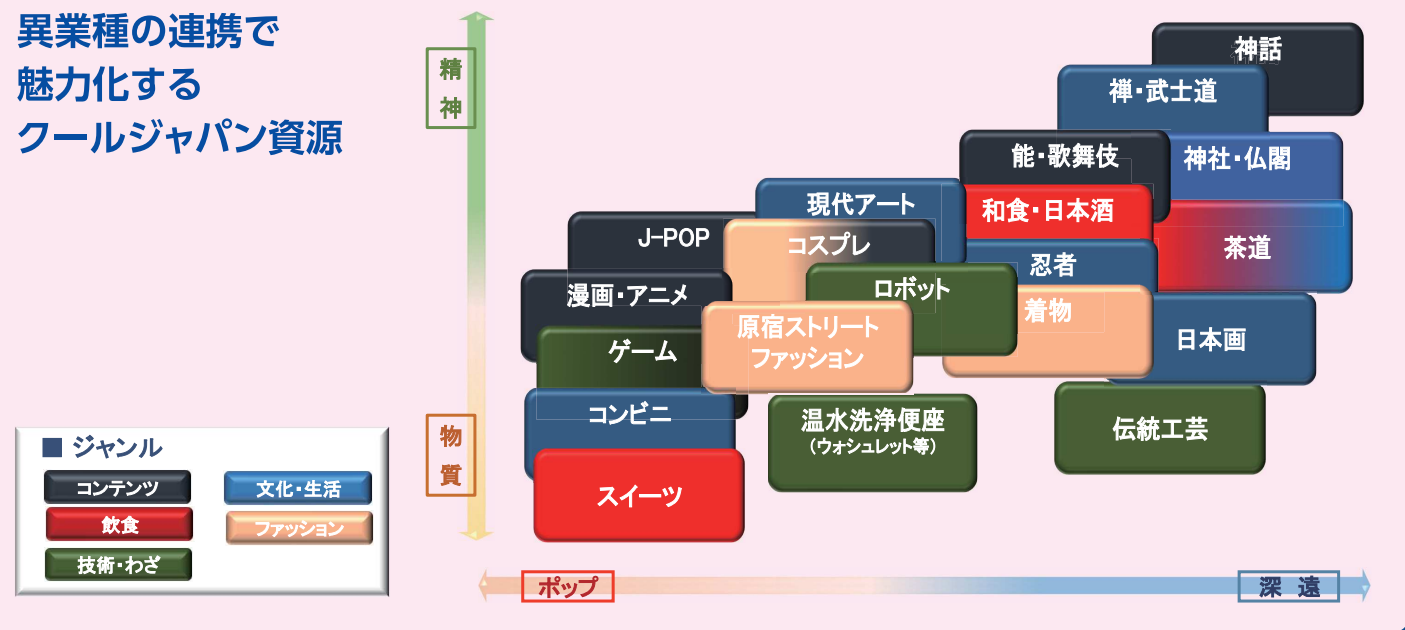 異業種の連携で
魅力化する
クールジャパン資源
精神
物質
神話
禅・武士道
能・歌舞伎
神社・仏閣
現代アート
和食・日本酒
J-POP
コスプレ
茶道
忍者
漫画・アニメ
ロボット
着物
原宿ストリート
ファッション
日本画
ゲーム
コンビニ
温水洗浄便座
（ウォシュレット等）
伝統工芸
スイーツ
■ ジャンル
コンテンツ
文化・生活
飲食
ファッション
技術・わざ
ポップ
深 遠